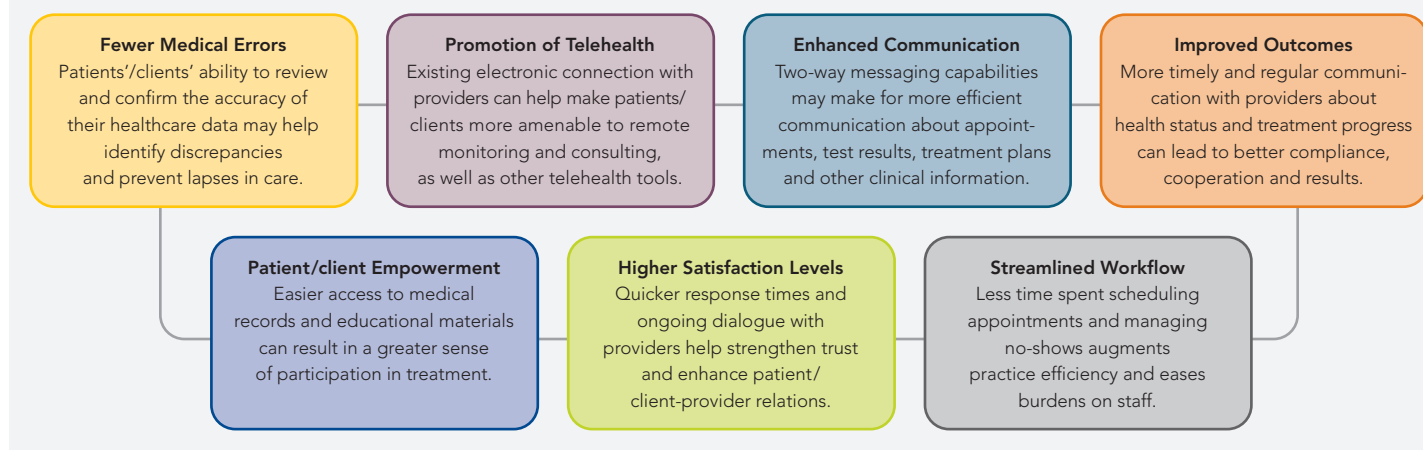 Fewer Medical Errors
Patients’/clients’ ability to review
and confirm the accuracy of
their healthcare data may help
identify discrepancies
and prevent lapses in care.
Promotion of Telehealth
Existing electronic connection with
providers can help make patients/
clients more amenable to remote
monitoring and consulting,
as well as other telehealth tools.
Enhanced Communication
Two-way messaging capabilities
may make for more efficient
communication about appoint-
ments, test results, treatment plans
and other clinical information.
Improved Outcomes
More timely and regular communi-
cation with providers about
health status and treatment progress
can lead to better compliance,
cooperation and results.
Patient/client Empowerment
Easier access to medical
records and educational materials
can result in a greater sense
of participation in treatment.
Higher Satisfaction Levels
Quicker response times and
ongoing dialogue with
providers help strengthen trust
and enhance patient/
client-provider relations.
Streamlined Workflow
Less time spent scheduling
appointments and managing
no-shows augments
practice efficiency and eases
burdens on staff.